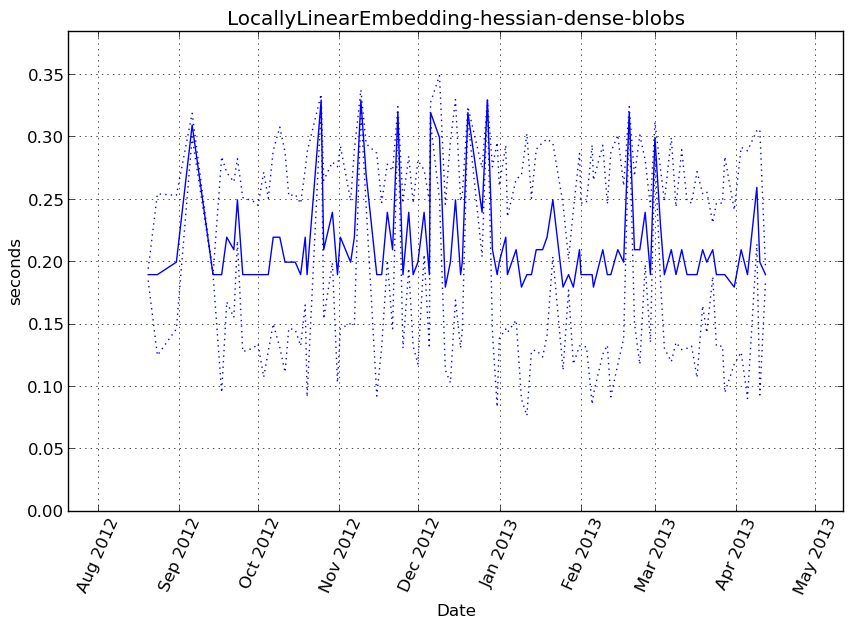 LocallyLinearEmbedding-hessian-dense-blobs
0.35
0.30
0.25
0.20
0.15
0.10
0.05
0.00
seconds
Aug 2012
Sep 2012
Oct 2012
Nov 2012
Dec 2012
Jan 2013
Feb 2013
Mar 2013
Apr 2013
May 2013
Date